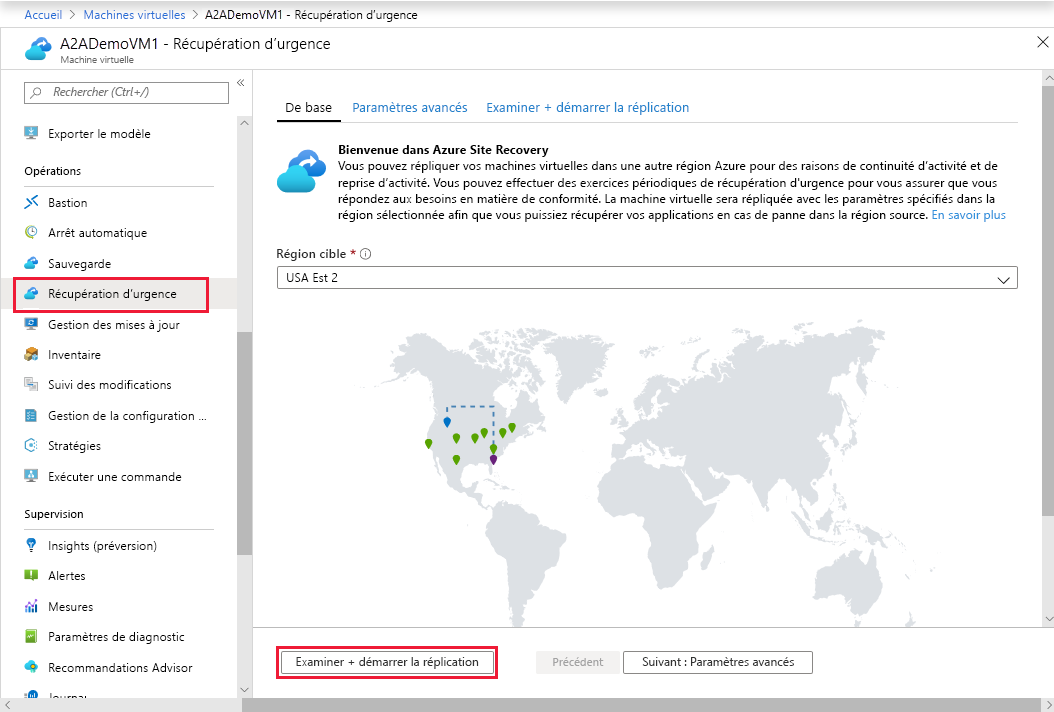 Accueil > Machines virtuelles > A2ADemoVM1 - Récupération d'urgence
A2ADemoVM1 - Récupération d'urgence
Machine virtuelle
Rechercher (Ctrl+/)
Exporter le modèle
Opérations
Bastion
Arrêt automatique
Sauvegarde
Récupération d'urgence
Gestion des mises à jour
Inventaire
Suivi des modifications
Gestion de la configuration ...
Stratégies
Exécuter une commande
Supervision
Insights (préversion)
Alertes
Mesures
Paramètres de diagnostic
Recommandations Advisor
De base
Paramètres avancés
Examiner + démarrer la réplication
Bienvenue dans Azure Site Recovery
Vous pouvez répliquer vos machines virtuelles dans une autre région Azure pour des raisons de continuité d'activité et de
reprise d'activité. Vous pouvez effectuer des exercices périodiques de récupération d'urgence pour vous assurer que vous
répondez aux besoins en matière de conformité. La machine virtuelle sera répliquée avec les paramètres spécifiés dans la
région sélectionnée afin que vous puissiez récupérer vos applications en cas de panne dans la région source. En savoir plus
Région cible *
USA Est 2
Examiner + démarrer la réplication
Précédent
Suivant : Paramètres avancés